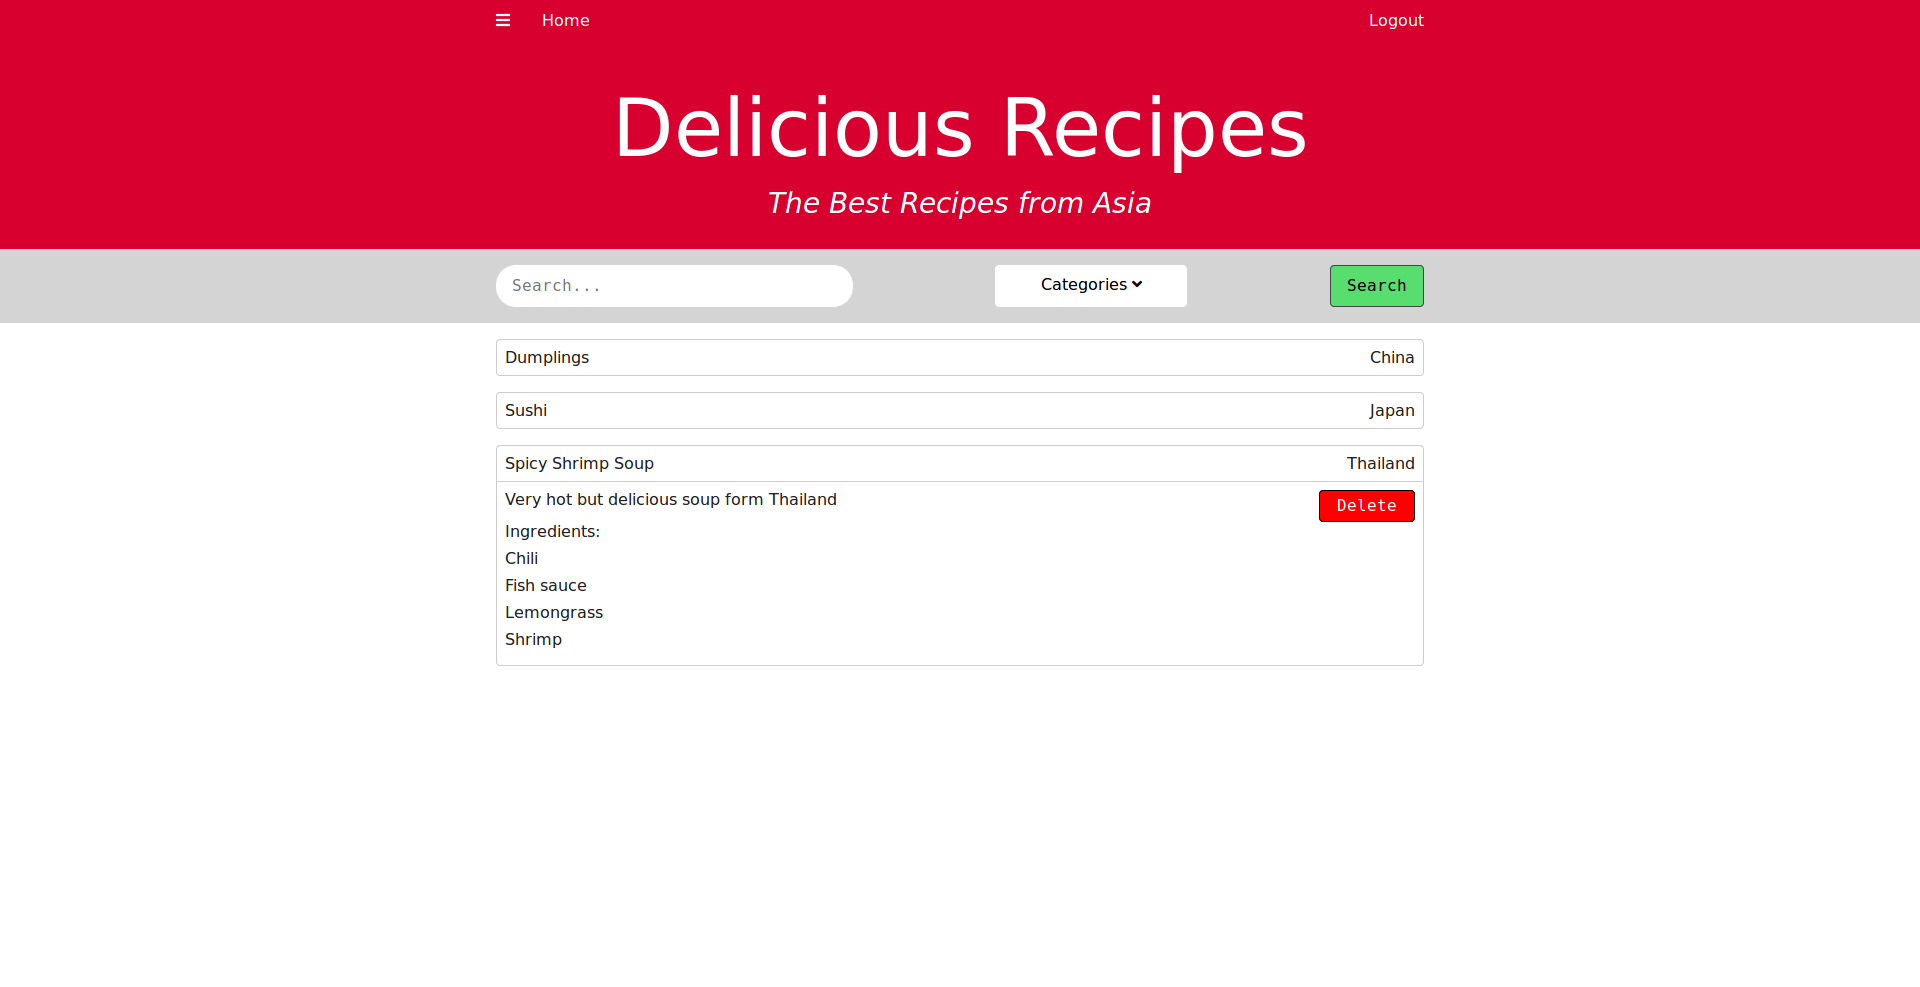 Home Logout
Delicious Recipes
The Best Recipes from Asia
Search... Categories Search
Dumplings China
Sushi Japan
Spicy Shrimp Soup Thailand
Very hot but delicious soup form Thailand Delete
Ingredients:
Chili
Fish sauce
Lemongrass
Shrimp